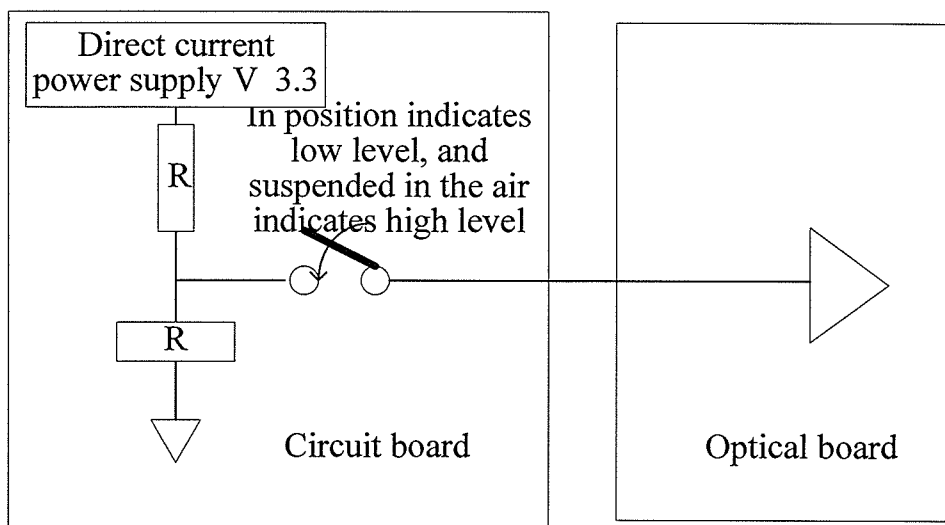 Direct current
power supply V 3.3
In position indicates
low level, and
suspended in the air
indicates high level
R
R
Circuit board
Optical board